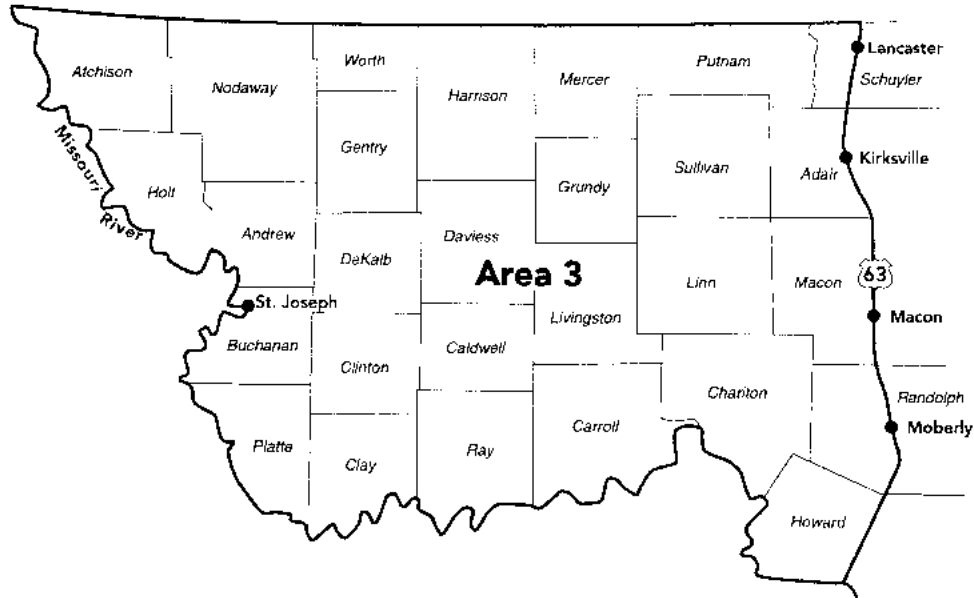 Lancaster
Worth
Putnam
Mercer
Atchison
Schuyler
Nodaway
Harrison
Gentry
Kirksville
Missouri River
Sullivan
Adair
Grundy
Holt
Andrew
Daviess
DeKalb
Area 3
63
Linn
Macon
St. Joseph
Livingston
Macon
Buchanan
Caldwell
Clinton
Chariton
Randolph
Carroll
Moberly
Platte
Ray
Clay
Howard